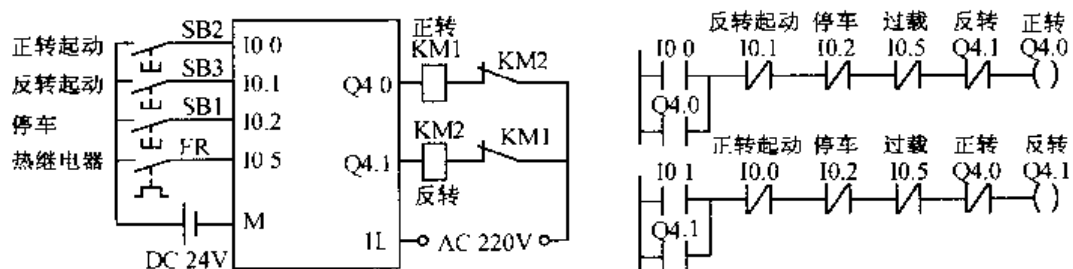 正转起动
SB2
I0.0
反转起动
SB3
I0.1
停车
SB1
I0.2
热继电器
FR
I0.5
M
DC 24V
正转
KM1
KM2
Q4.0
KM2
KM1
Q4.1
反转
1L
AC 220V
反转起动 停车 过载 反转 正转
I0.0 I0.1 I0.2 I0.5 Q4.1 Q4.0
Q4.0
正转起动 停车 过载 正转 反转
I0.1 I0.0 I0.2 I0.5 Q4.0 Q4.1
Q4.1